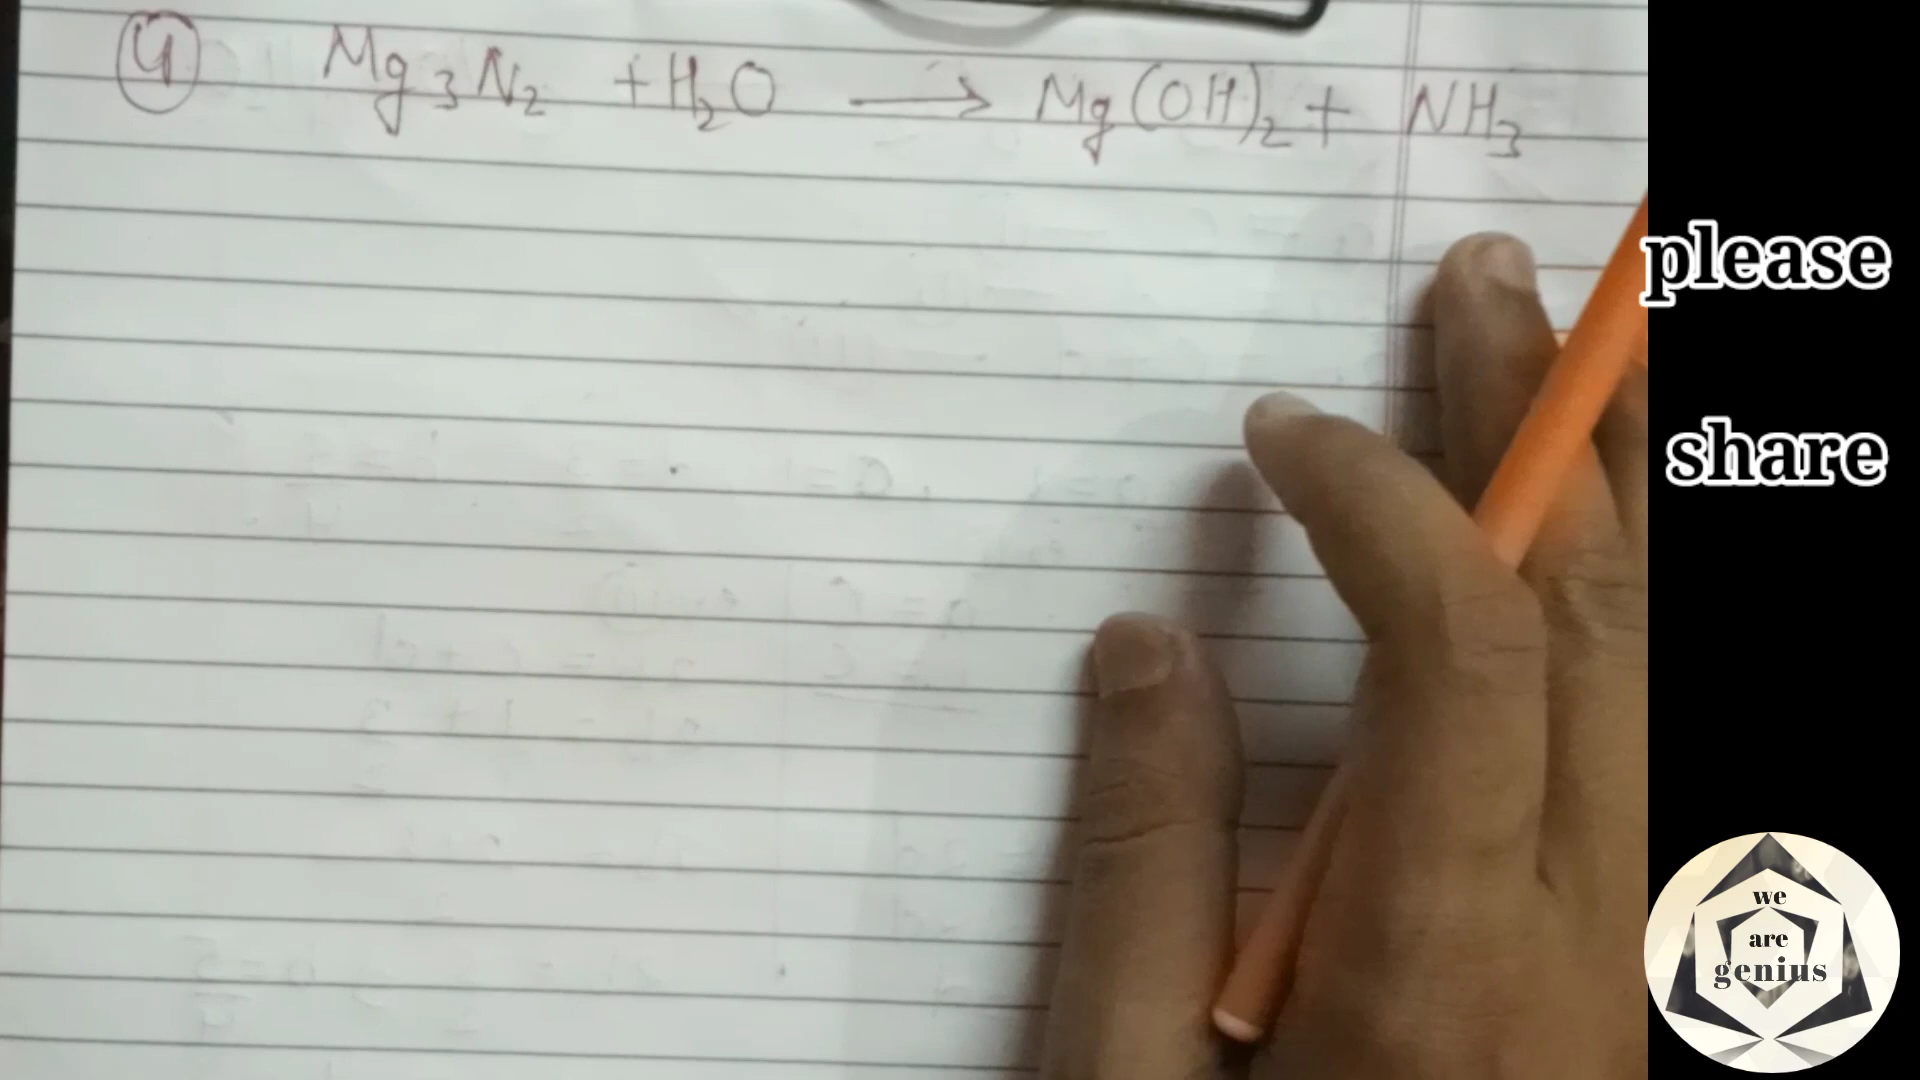 4 Mg₃N₂ + H₂O → Mg(OH)₂ + NH₃
please
share
we
are
genius